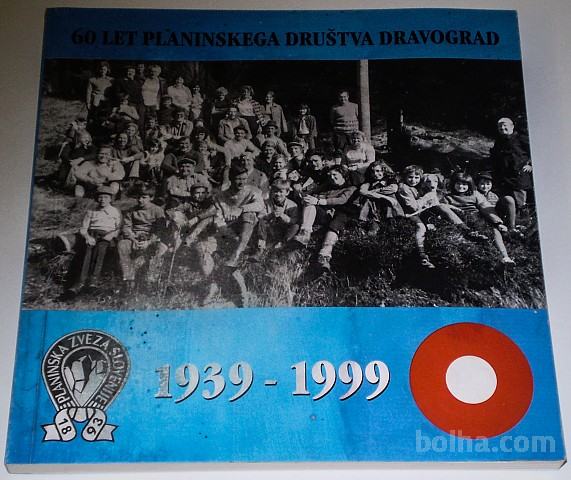 60 LET PLANINSKEGA DRUŠTVA DRAVOGRAD
PLANINSKA ZVEZA SLOVENIJE
18 93
1939 - 1999
bolha.com